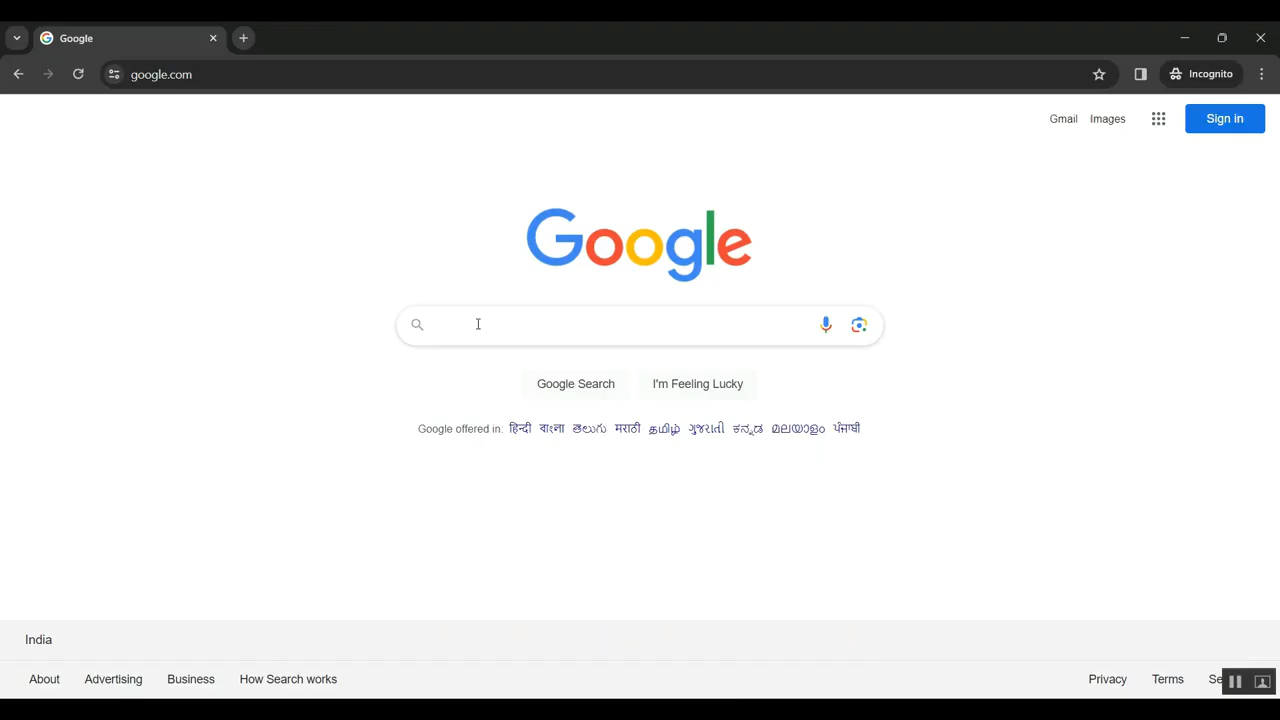 Google
google.com
Incognito
Gmail Images Sign in
Google
Google Search I'm Feeling Lucky
Google offered in: हिन्दी বাংলা తెలుగు मराठी தமிழ் ગુજરાતી ಕನ್ನಡ മലയാളം ਪੰਜਾਬੀ
India
About Advertising Business How Search works Privacy Terms Se